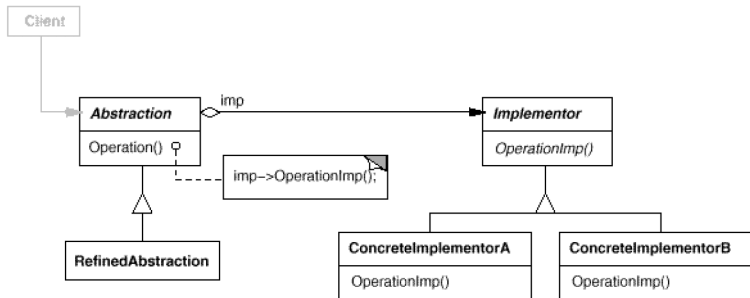 Client
imp
Abstraction
Implementor
Operation()
OperationImp()
imp->OperationImp();
RefinedAbstraction
ConcreteImplementorA
ConcreteImplementorB
OperationImp()
OperationImp()